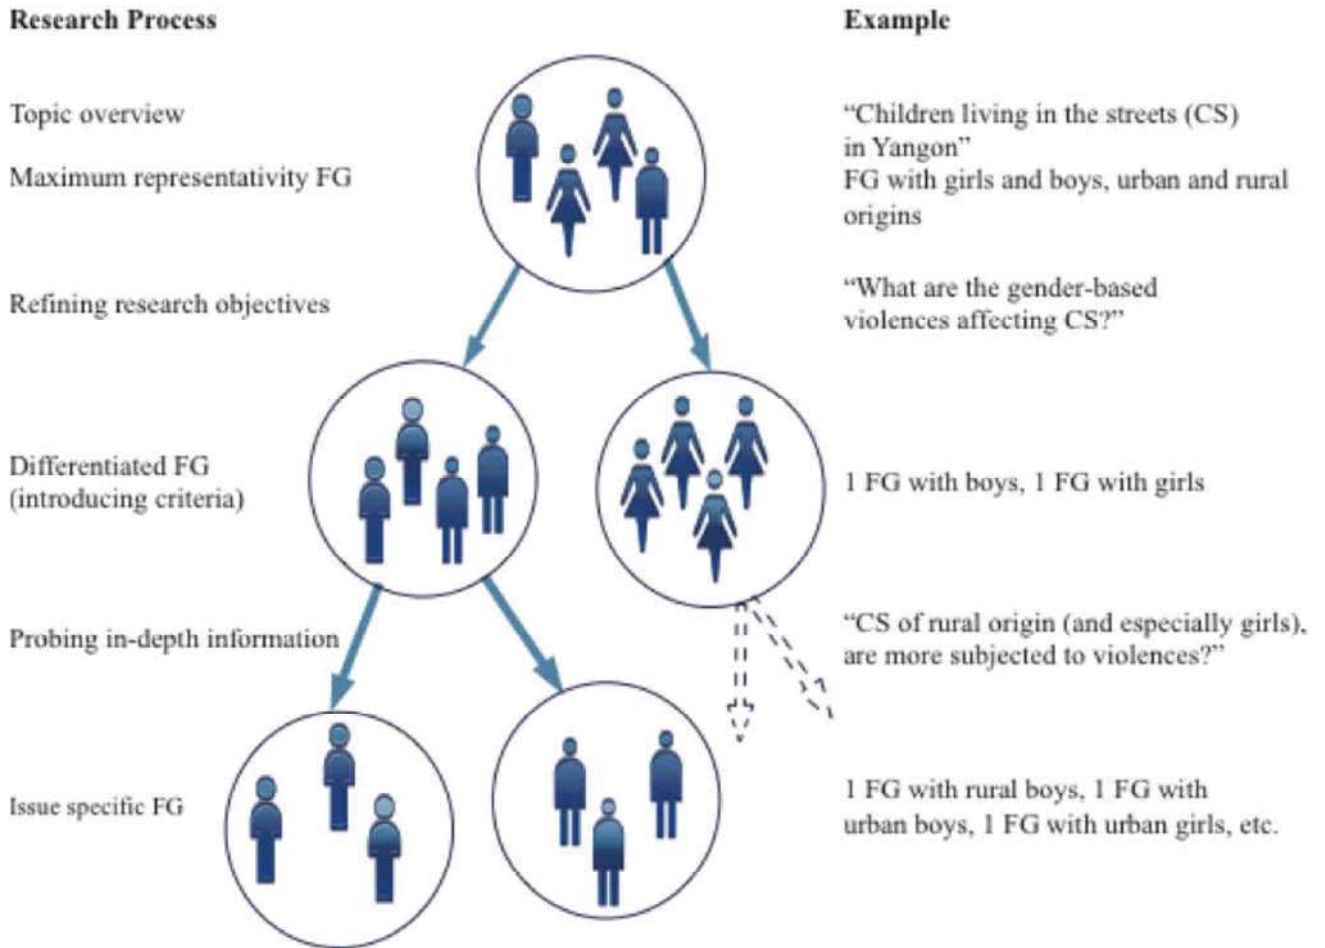 Research Process
Example
Topic overview
“Children living in the streets (CS)
in Yangon”
Maximum representativity FG
FG with girls and boys, urban and rural
origins
Refining research objectives
“What are the gender-based
violences affecting CS?”
Differentiated FG
(introducing criteria)
1 FG with boys, 1 FG with girls
Probing in-depth information
“CS of rural origin (and especially girls),
are more subjected to violences?”
Issue specific FG
1 FG with rural boys, 1 FG with
urban boys, 1 FG with urban girls, etc.